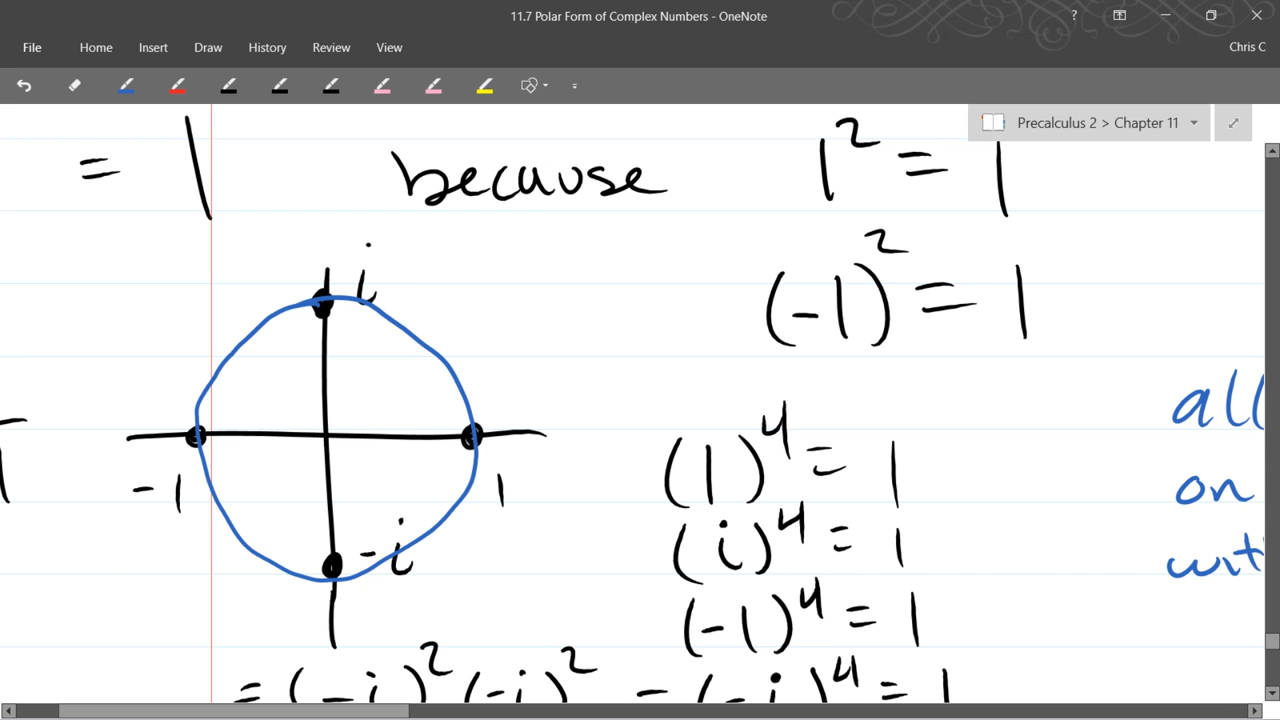 11.7 Polar Form of Complex Numbers - OneNote
?
File Home Insert Draw History Review View
Chris C
Precalculus 2 > Chapter 11
= 1 because 1² = 1
(-1)² = 1
i
-1 1
-i
(1)⁴ = 1
(i)⁴ = 1
(-1)⁴ = 1
all
on
= (-i)²(-i)² = (-i)⁴ = 1